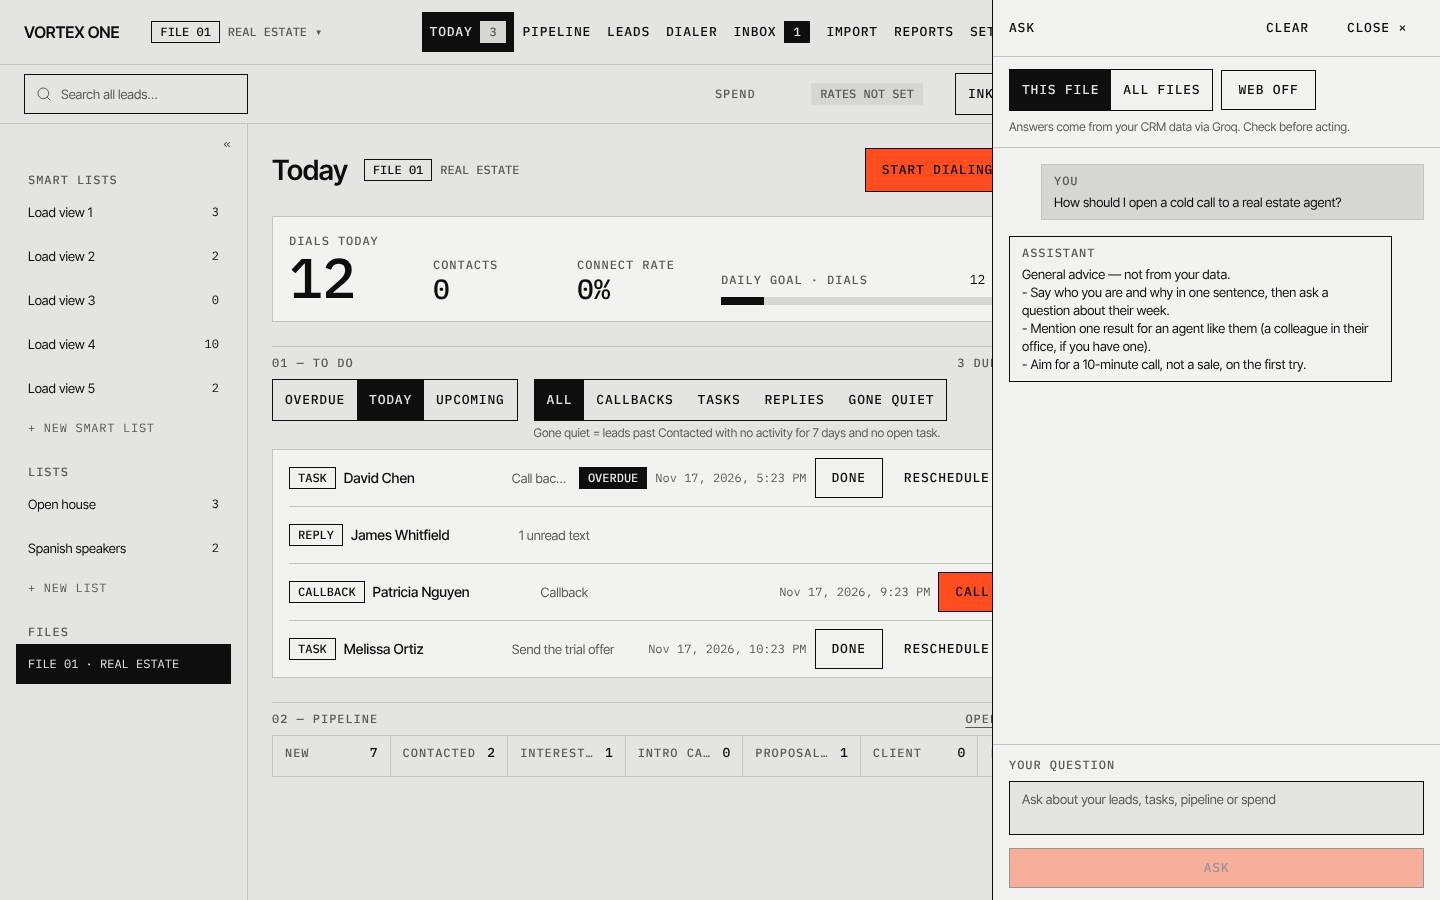 VORTEX ONE
FILE 01 REAL ESTATE ▾
TODAY 3 PIPELINE LEADS DIALER INBOX 1 IMPORT REPORTS SET
Search all leads…
SPEND RATES NOT SET INK
«
SMART LISTS
Load view 1 3
Load view 2 2
Load view 3 0
Load view 4 10
Load view 5 2
+ NEW SMART LIST
LISTS
Open house 3
Spanish speakers 2
+ NEW LIST
FILES
FILE 01 · REAL ESTATE
Today FILE 01 REAL ESTATE
START DIALING
DIALS TODAY
12
CONTACTS
0
CONNECT RATE
0%
DAILY GOAL · DIALS 12
01 — TO DO 3 DU
OVERDUE TODAY UPCOMING
ALL CALLBACKS TASKS REPLIES GONE QUIET
Gone quiet = leads past Contacted with no activity for 7 days and no open task.
TASK David Chen Call bac… OVERDUE Nov 17, 2026, 5:23 PM DONE RESCHEDULE
REPLY James Whitfield 1 unread text
CALLBACK Patricia Nguyen Callback Nov 17, 2026, 9:23 PM CALL
TASK Melissa Ortiz Send the trial offer Nov 17, 2026, 10:23 PM DONE RESCHEDULE
02 — PIPELINE OPE
NEW 7 CONTACTED 2 INTEREST… 1 INTRO CA… 0 PROPOSAL… 1 CLIENT 0
ASK CLEAR CLOSE ×
THIS FILE ALL FILES WEB OFF
Answers come from your CRM data via Groq. Check before acting.
YOU
How should I open a cold call to a real estate agent?
ASSISTANT
General advice — not from your data.
- Say who you are and why in one sentence, then ask a
question about their week.
- Mention one result for an agent like them (a colleague in their
office, if you have one).
- Aim for a 10-minute call, not a sale, on the first try.
YOUR QUESTION
Ask about your leads, tasks, pipeline or spend
ASK